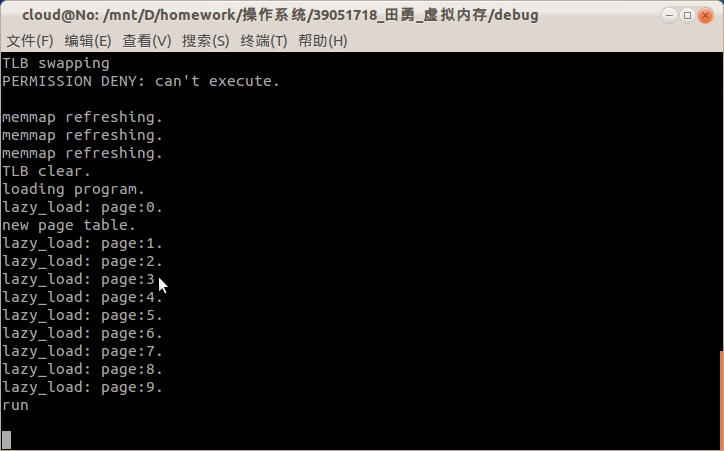 cloud@No: /mnt/D/homework/操作系统/39051718_田勇_虚拟内存/debug
文件(F) 编辑(E) 查看(V) 搜索(S) 终端(T) 帮助(H)
TLB swapping
PERMISSION DENY: can't execute.
memmap refreshing.
memmap refreshing.
memmap refreshing.
TLB clear.
loading program.
lazy_load: page:0.
new page table.
lazy_load: page:1.
lazy_load: page:2.
lazy_load: page:3
lazy_load: page:4.
lazy_load: page:5.
lazy_load: page:6.
lazy_load: page:7.
lazy_load: page:8.
lazy_load: page:9.
run